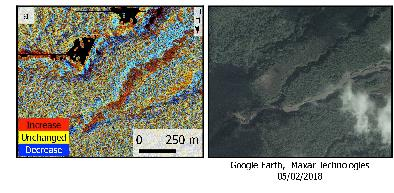 a
Increase
Unchanged
Decrease
0 250 m
Google Earth, Maxar Technologies
05/02/2018